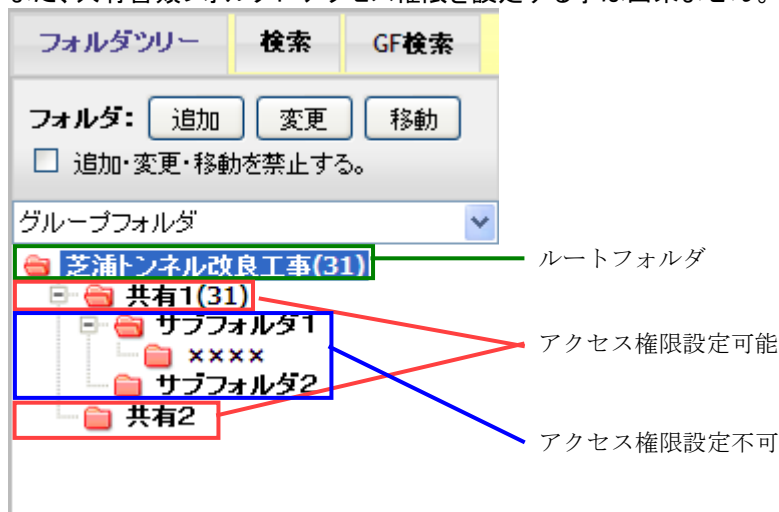 フォルダツリー 検索 GF検索
フォルダ: 追加 変更 移動
追加・変更・移動を禁止する。
グループフォルダ
芝浦トンネル改良工事(31)
ルートフォルダ
共有1(31)
サブフォルダ1
アクセス権限設定可能
××××
サブフォルダ2
共有2
アクセス権限設定不可